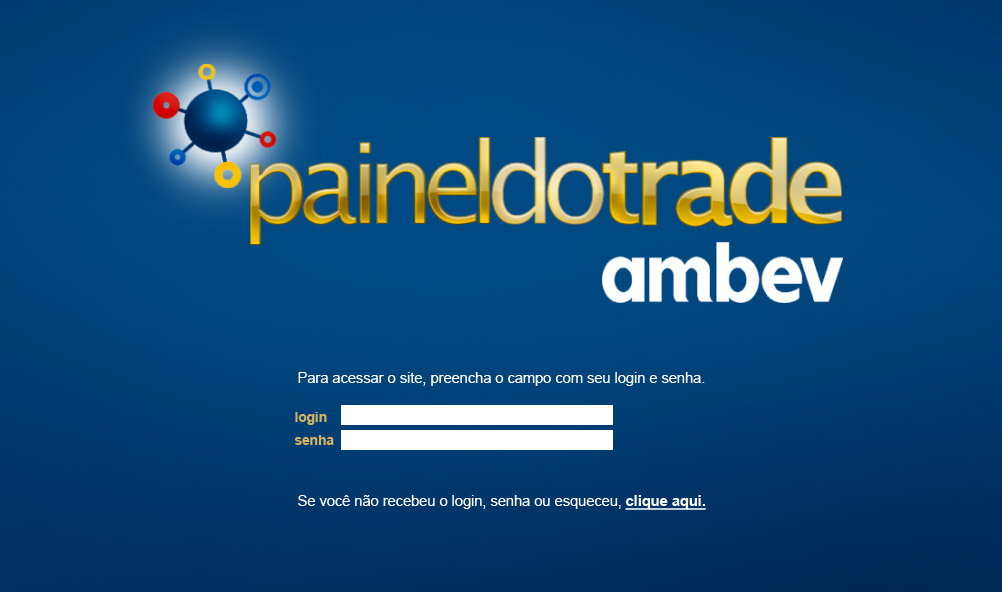 paineldotrade
ambev
Para acessar o site, preencha o campo com seu login e senha.
login
senha
Se você não recebeu o login, senha ou esqueceu, clique aqui.